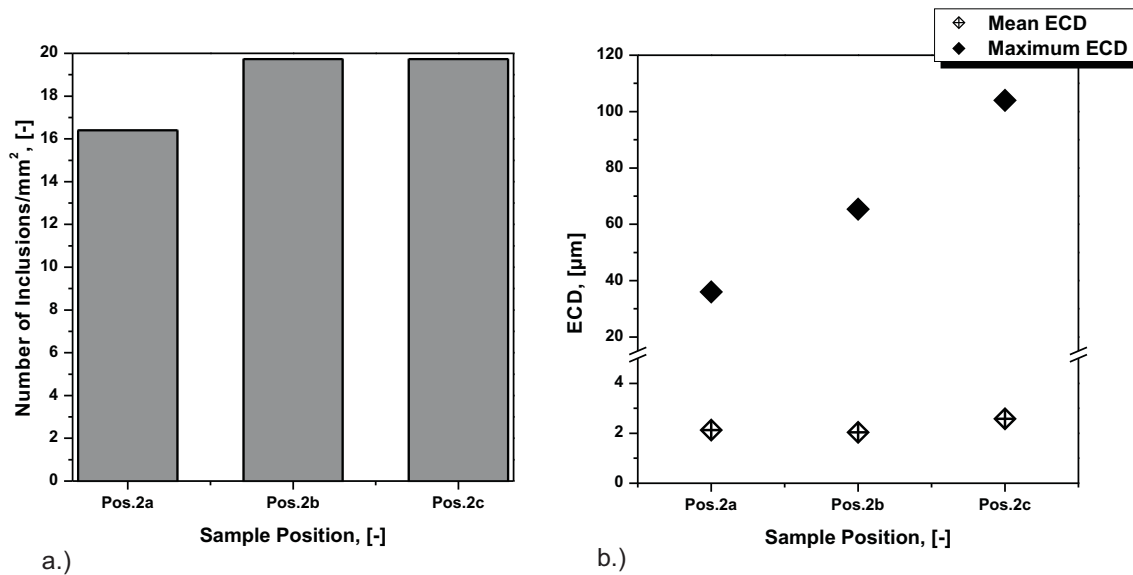 20
18
16
14
12
10
8
6
4
2
0
Number of Inclusions/mm², [-]
Pos.2a
Pos.2b
Pos.2c
Sample Position, [-]
a.)
Mean ECD
Maximum ECD
120
100
80
60
40
20
4
2
0
ECD, [µm]
Pos.2a
Pos.2b
Pos.2c
Sample Position, [-]
b.)